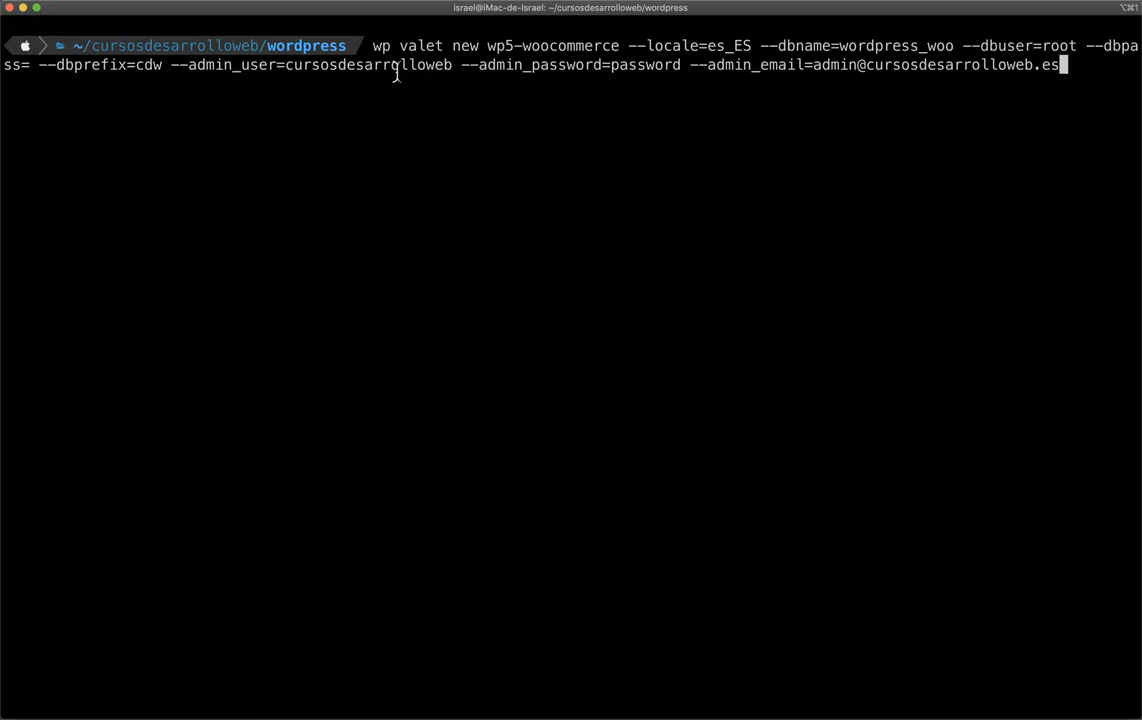 israel@iMac-de-Israel: ~/cursosdesarrolloweb/wordpress
⌥⌘1
~/cursosdesarrolloweb/wordpress wp valet new wp5-woocommerce --locale=es_ES --dbname=wordpress_woo --dbuser=root --dbpa
ss= --dbprefix=cdw --admin_user=cursosdesarrolloweb --admin_password=password --admin_email=admin@cursosdesarrolloweb.es